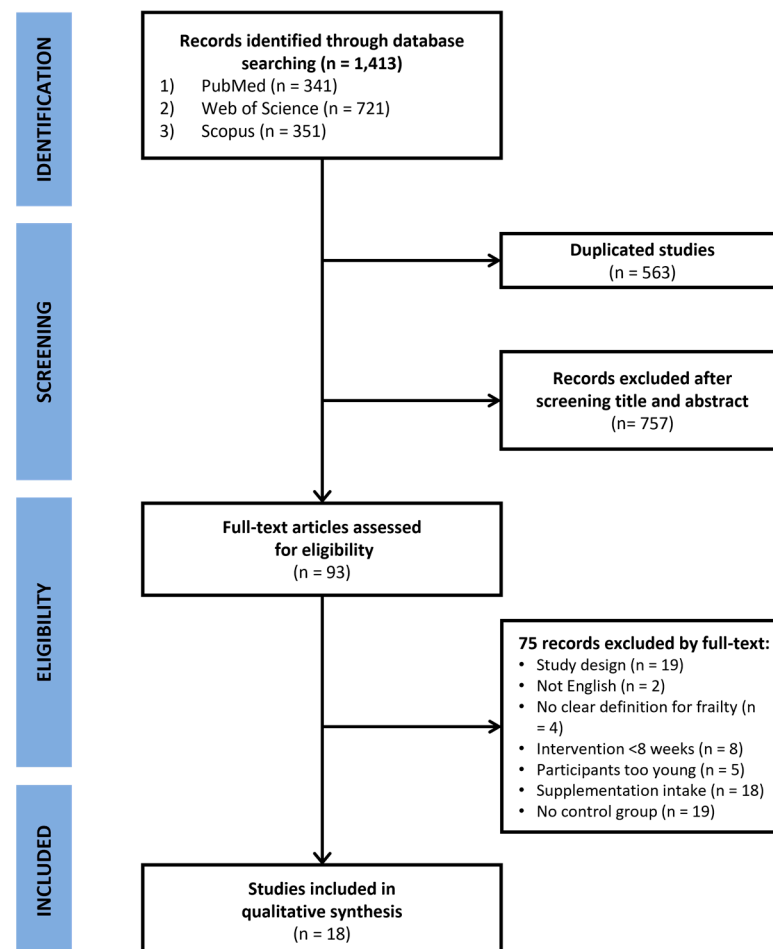 IDENTIFICATION
Records identified through database
searching (n = 1,413)
1) PubMed (n = 341)
2) Web of Science (n = 721)
3) Scopus (n = 351)
SCREENING
Duplicated studies
(n = 563)
Records excluded after
screening title and abstract
(n= 757)
ELIGIBILITY
Full-text articles assessed
for eligibility
(n = 93)
75 records excluded by full-text:
• Study design (n = 19)
• Not English (n = 2)
• No clear definition for frailty (n
= 4)
• Intervention <8 weeks (n = 8)
• Participants too young (n = 5)
• Supplementation intake (n = 18)
• No control group (n = 19)
INCLUDED
Studies included in
qualitative synthesis
(n = 18)